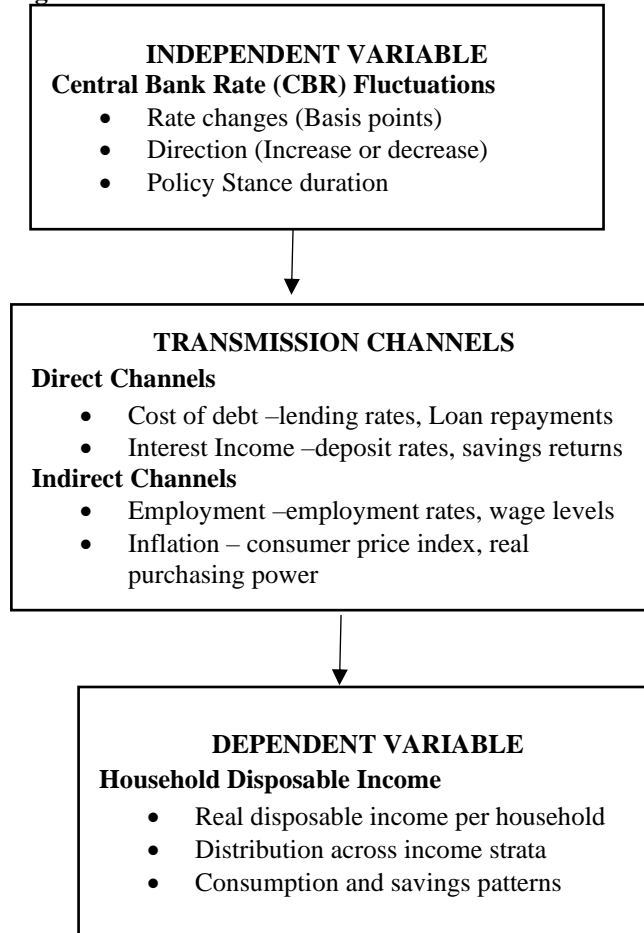 INDEPENDENT VARIABLE
Central Bank Rate (CBR) Fluctuations
• Rate changes (Basis points)
• Direction (Increase or decrease)
• Policy Stance duration
TRANSMISSION CHANNELS
Direct Channels
• Cost of debt –lending rates, Loan repayments
• Interest Income –deposit rates, savings returns
Indirect Channels
• Employment –employment rates, wage levels
• Inflation – consumer price index, real
purchasing power
DEPENDENT VARIABLE
Household Disposable Income
• Real disposable income per household
• Distribution across income strata
• Consumption and savings patterns